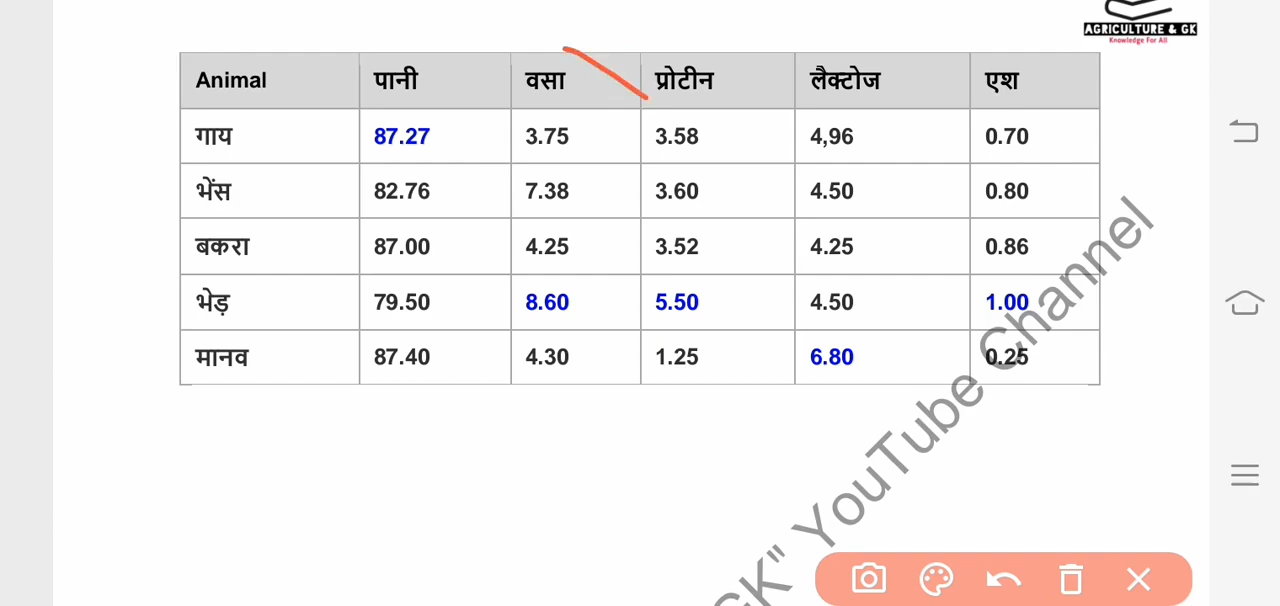 AGRICULTURE & GK
Knowledge For All
Animal पानी वसा प्रोटीन लैक्टोज एश
गाय 87.27 3.75 3.58 4,96 0.70
भेंस 82.76 7.38 3.60 4.50 0.80
बकरा 87.00 4.25 3.52 4.25 0.86
भेड़ 79.50 8.60 5.50 4.50 1.00
मानव 87.40 4.30 1.25 6.80 0.25
GK" YouTube Channel